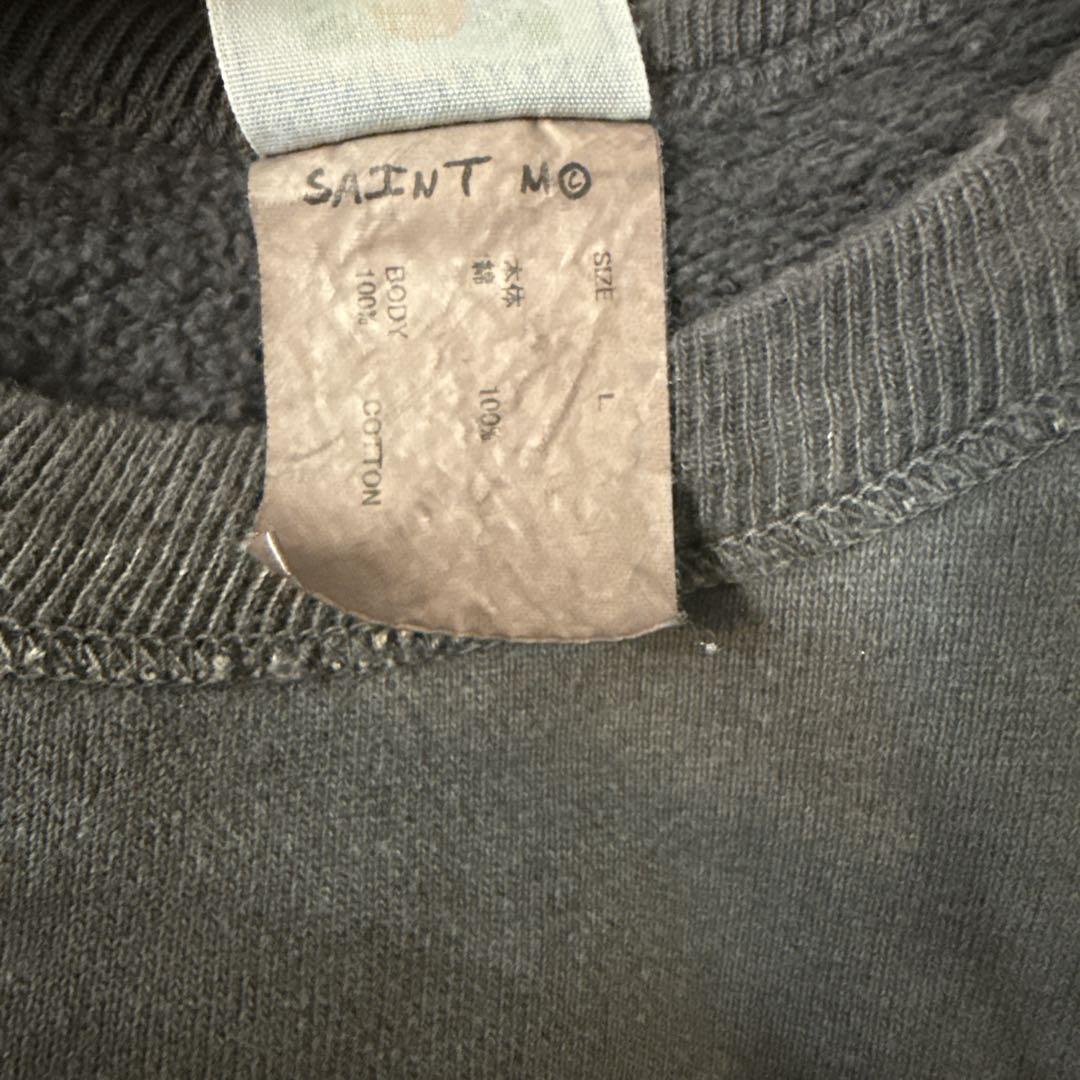 SAINT M©
SIZE L
本体
綿 100%
BODY
100% COTTON